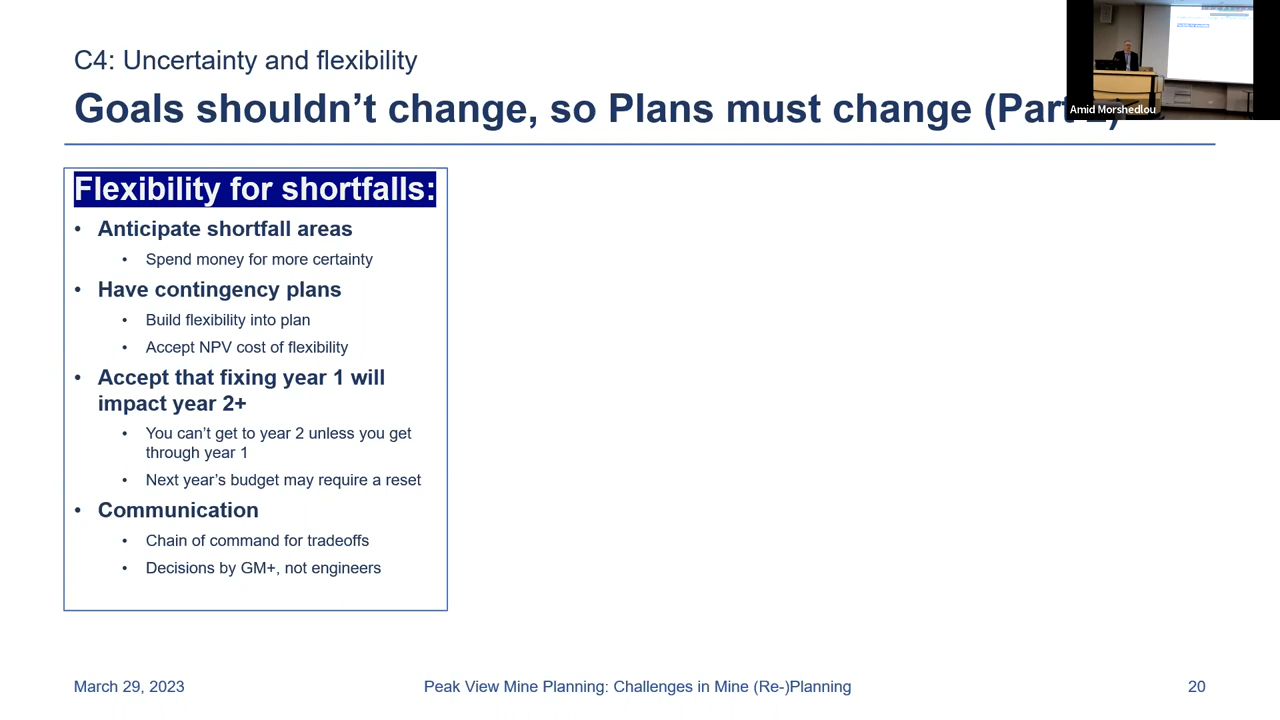 C4: Uncertainty and flexibility
Goals shouldn't change, so Plans must change (Part
Amid Morshedlou
Flexibility for shortfalls:
• Anticipate shortfall areas
• Spend money for more certainty
• Have contingency plans
• Build flexibility into plan
• Accept NPV cost of flexibility
• Accept that fixing year 1 will
impact year 2+
• You can't get to year 2 unless you get
through year 1
• Next year's budget may require a reset
• Communication
• Chain of command for tradeoffs
• Decisions by GM+, not engineers
March 29, 2023
Peak View Mine Planning: Challenges in Mine (Re-)Planning
20